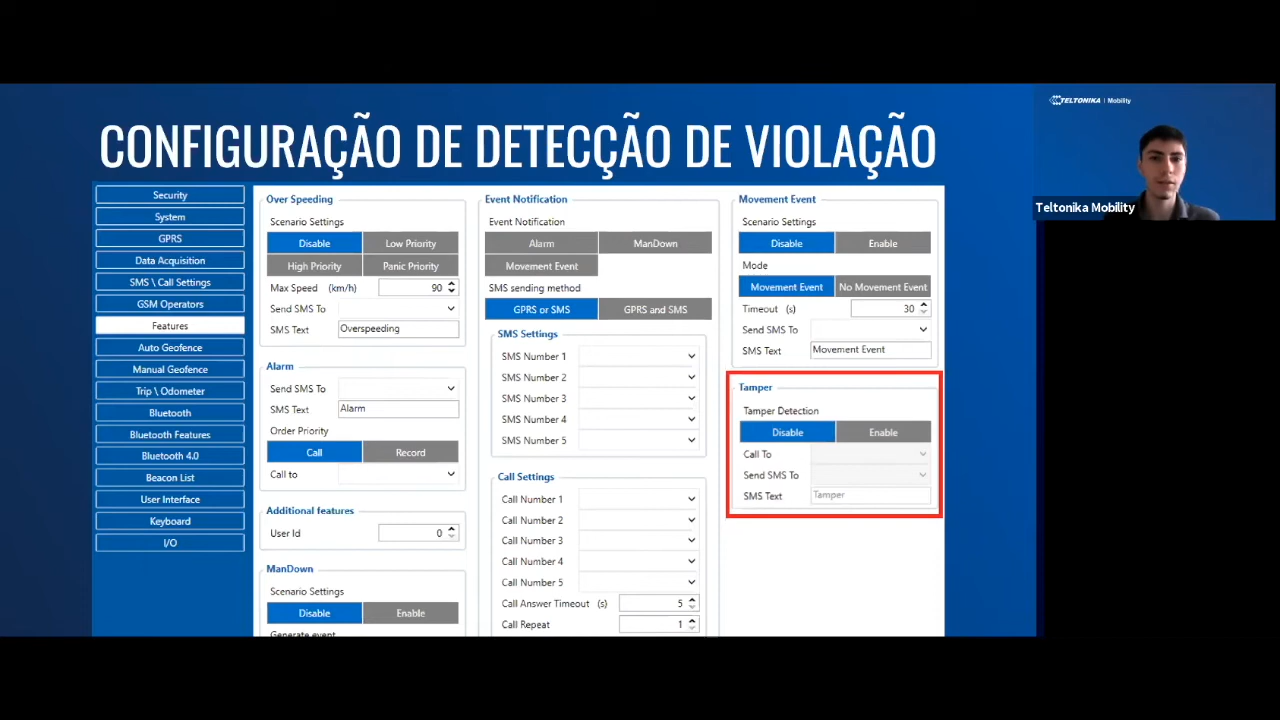 TELTONIKA | Mobility
CONFIGURAÇÃO DE DETECÇÃO DE VIOLAÇÃO
Teltonika Mobility
Security
System
GPRS
Data Acquisition
SMS \ Call Settings
GSM Operators
Features
Auto Geofence
Manual Geofence
Trip \ Odometer
Bluetooth
Bluetooth Features
Bluetooth 4.0
Beacon List
User Interface
Keyboard
I/O
Over Speeding
Scenario Settings
Disable Low Priority
High Priority Panic Priority
Max Speed (km/h) 90
Send SMS To
SMS Text Overspeeding
Alarm
Send SMS To
SMS Text Alarm
Order Priority
Call Record
Call to
Additional features
User Id 0
ManDown
Scenario Settings
Disable Enable
Generate event
Event Notification
Event Notification
Alarm ManDown
Movement Event
SMS sending method
GPRS or SMS GPRS and SMS
SMS Settings
SMS Number 1
SMS Number 2
SMS Number 3
SMS Number 4
SMS Number 5
Call Settings
Call Number 1
Call Number 2
Call Number 3
Call Number 4
Call Number 5
Call Answer Timeout (s) 5
Call Repeat 1
Movement Event
Scenario Settings
Disable Enable
Mode
Movement Event No Movement Event
Timeout (s) 30
Send SMS To
SMS Text Movement Event
Tamper
Tamper Detection
Disable Enable
Call To
Send SMS To
SMS Text Tamper